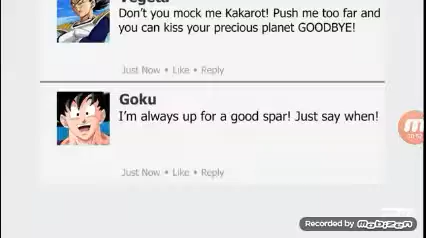 Vegeta
Don't you mock me Kakarot! Push me too far and
you can kiss your precious planet GOODBYE!
Just Now • Like • Reply
Goku
I'm always up for a good spar! Just say when!
Just Now • Like • Reply
Recorded by mobizen